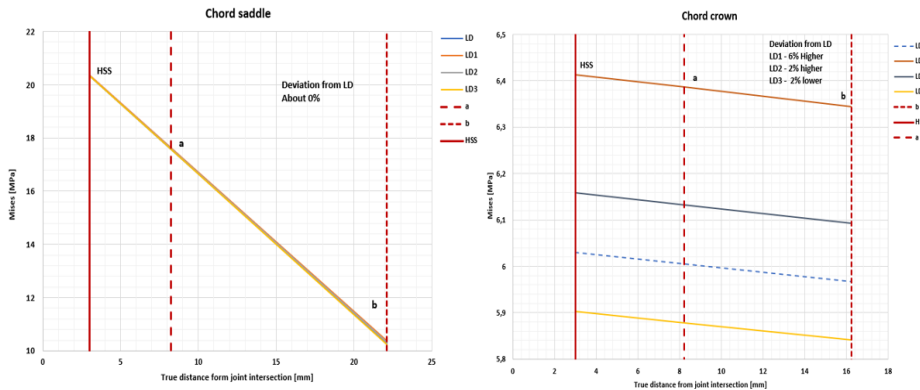 Chord saddle
22
20
18
16
14
12
10
Mises [MPa]
HSS
a
b
Deviation from LD
About 0%
0
5
10
15
20
25
True distance form joint intersection [mm]
LD
LD1
LD2
LD3
a
b
HSS
Chord crown
6,5
6,4
6,3
6,2
6,1
6
5,9
5,8
Mises [MPa]
HSS
a
b
Deviation from LD
LD1 - 6% Higher
LD2 - 2% higher
LD3 - 2% lower
0
2
4
6
8
10
12
14
16
18
True distance from joint intersection [mm]
b
a